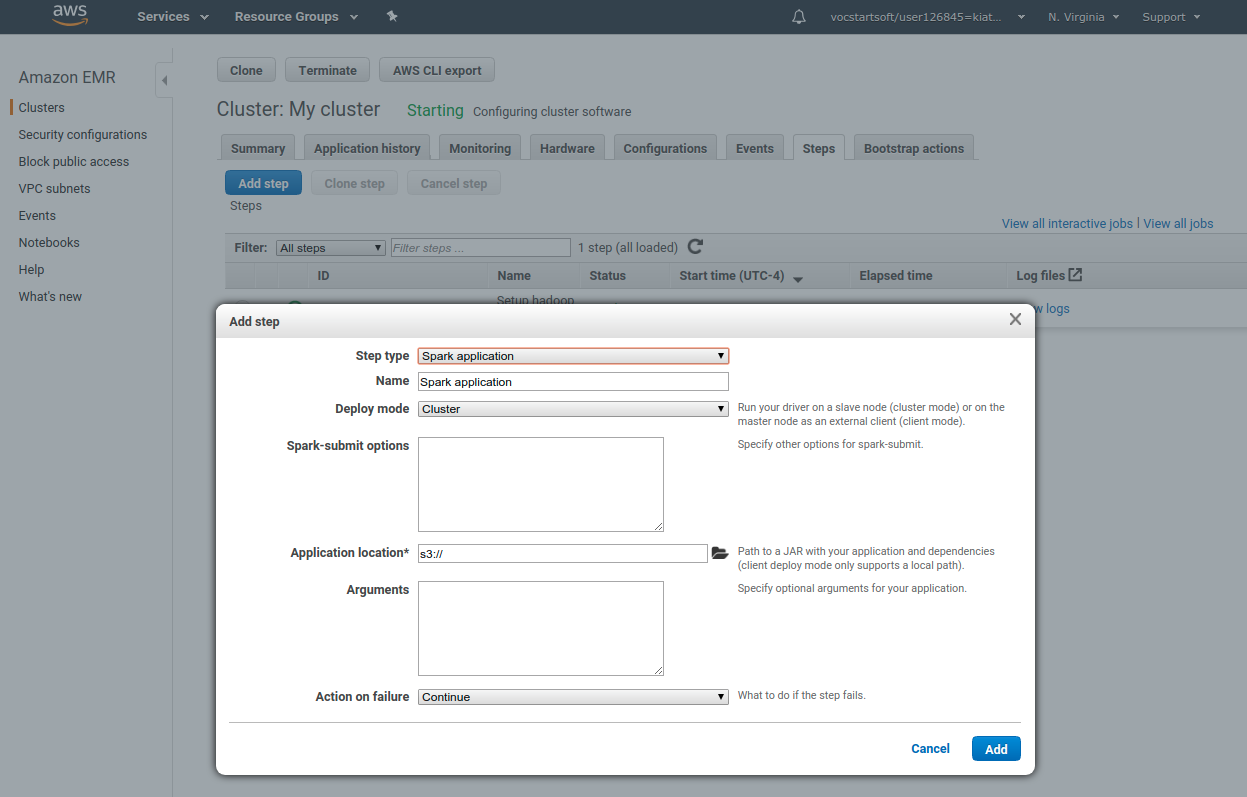 aws Services Resource Groups vocstartsoft/user126845=kiat... N. Virginia Support
Amazon EMR
Clusters
Security configurations
Block public access
VPC subnets
Events
Notebooks
Help
What's new
Clone Terminate AWS CLI export
Cluster: My cluster Starting Configuring cluster software
Summary Application history Monitoring Hardware Configurations Events Steps Bootstrap actions
Add step Clone step Cancel step
Steps
View all interactive jobs | View all jobs
Filter: All steps Filter steps ... 1 step (all loaded)
ID Name Status Start time (UTC-4) Elapsed time Log files
Setup hadoop
logs
Add step
Step type Spark application
Name Spark application
Deploy mode Cluster Run your driver on a slave node (cluster mode) or on the
master node as an external client (client mode).
Spark-submit options Specify other options for spark-submit.
Application location* s3:// Path to a JAR with your application and dependencies
(client deploy mode only supports a local path).
Arguments Specify optional arguments for your application.
Action on failure Continue What to do if the step fails.
Cancel Add